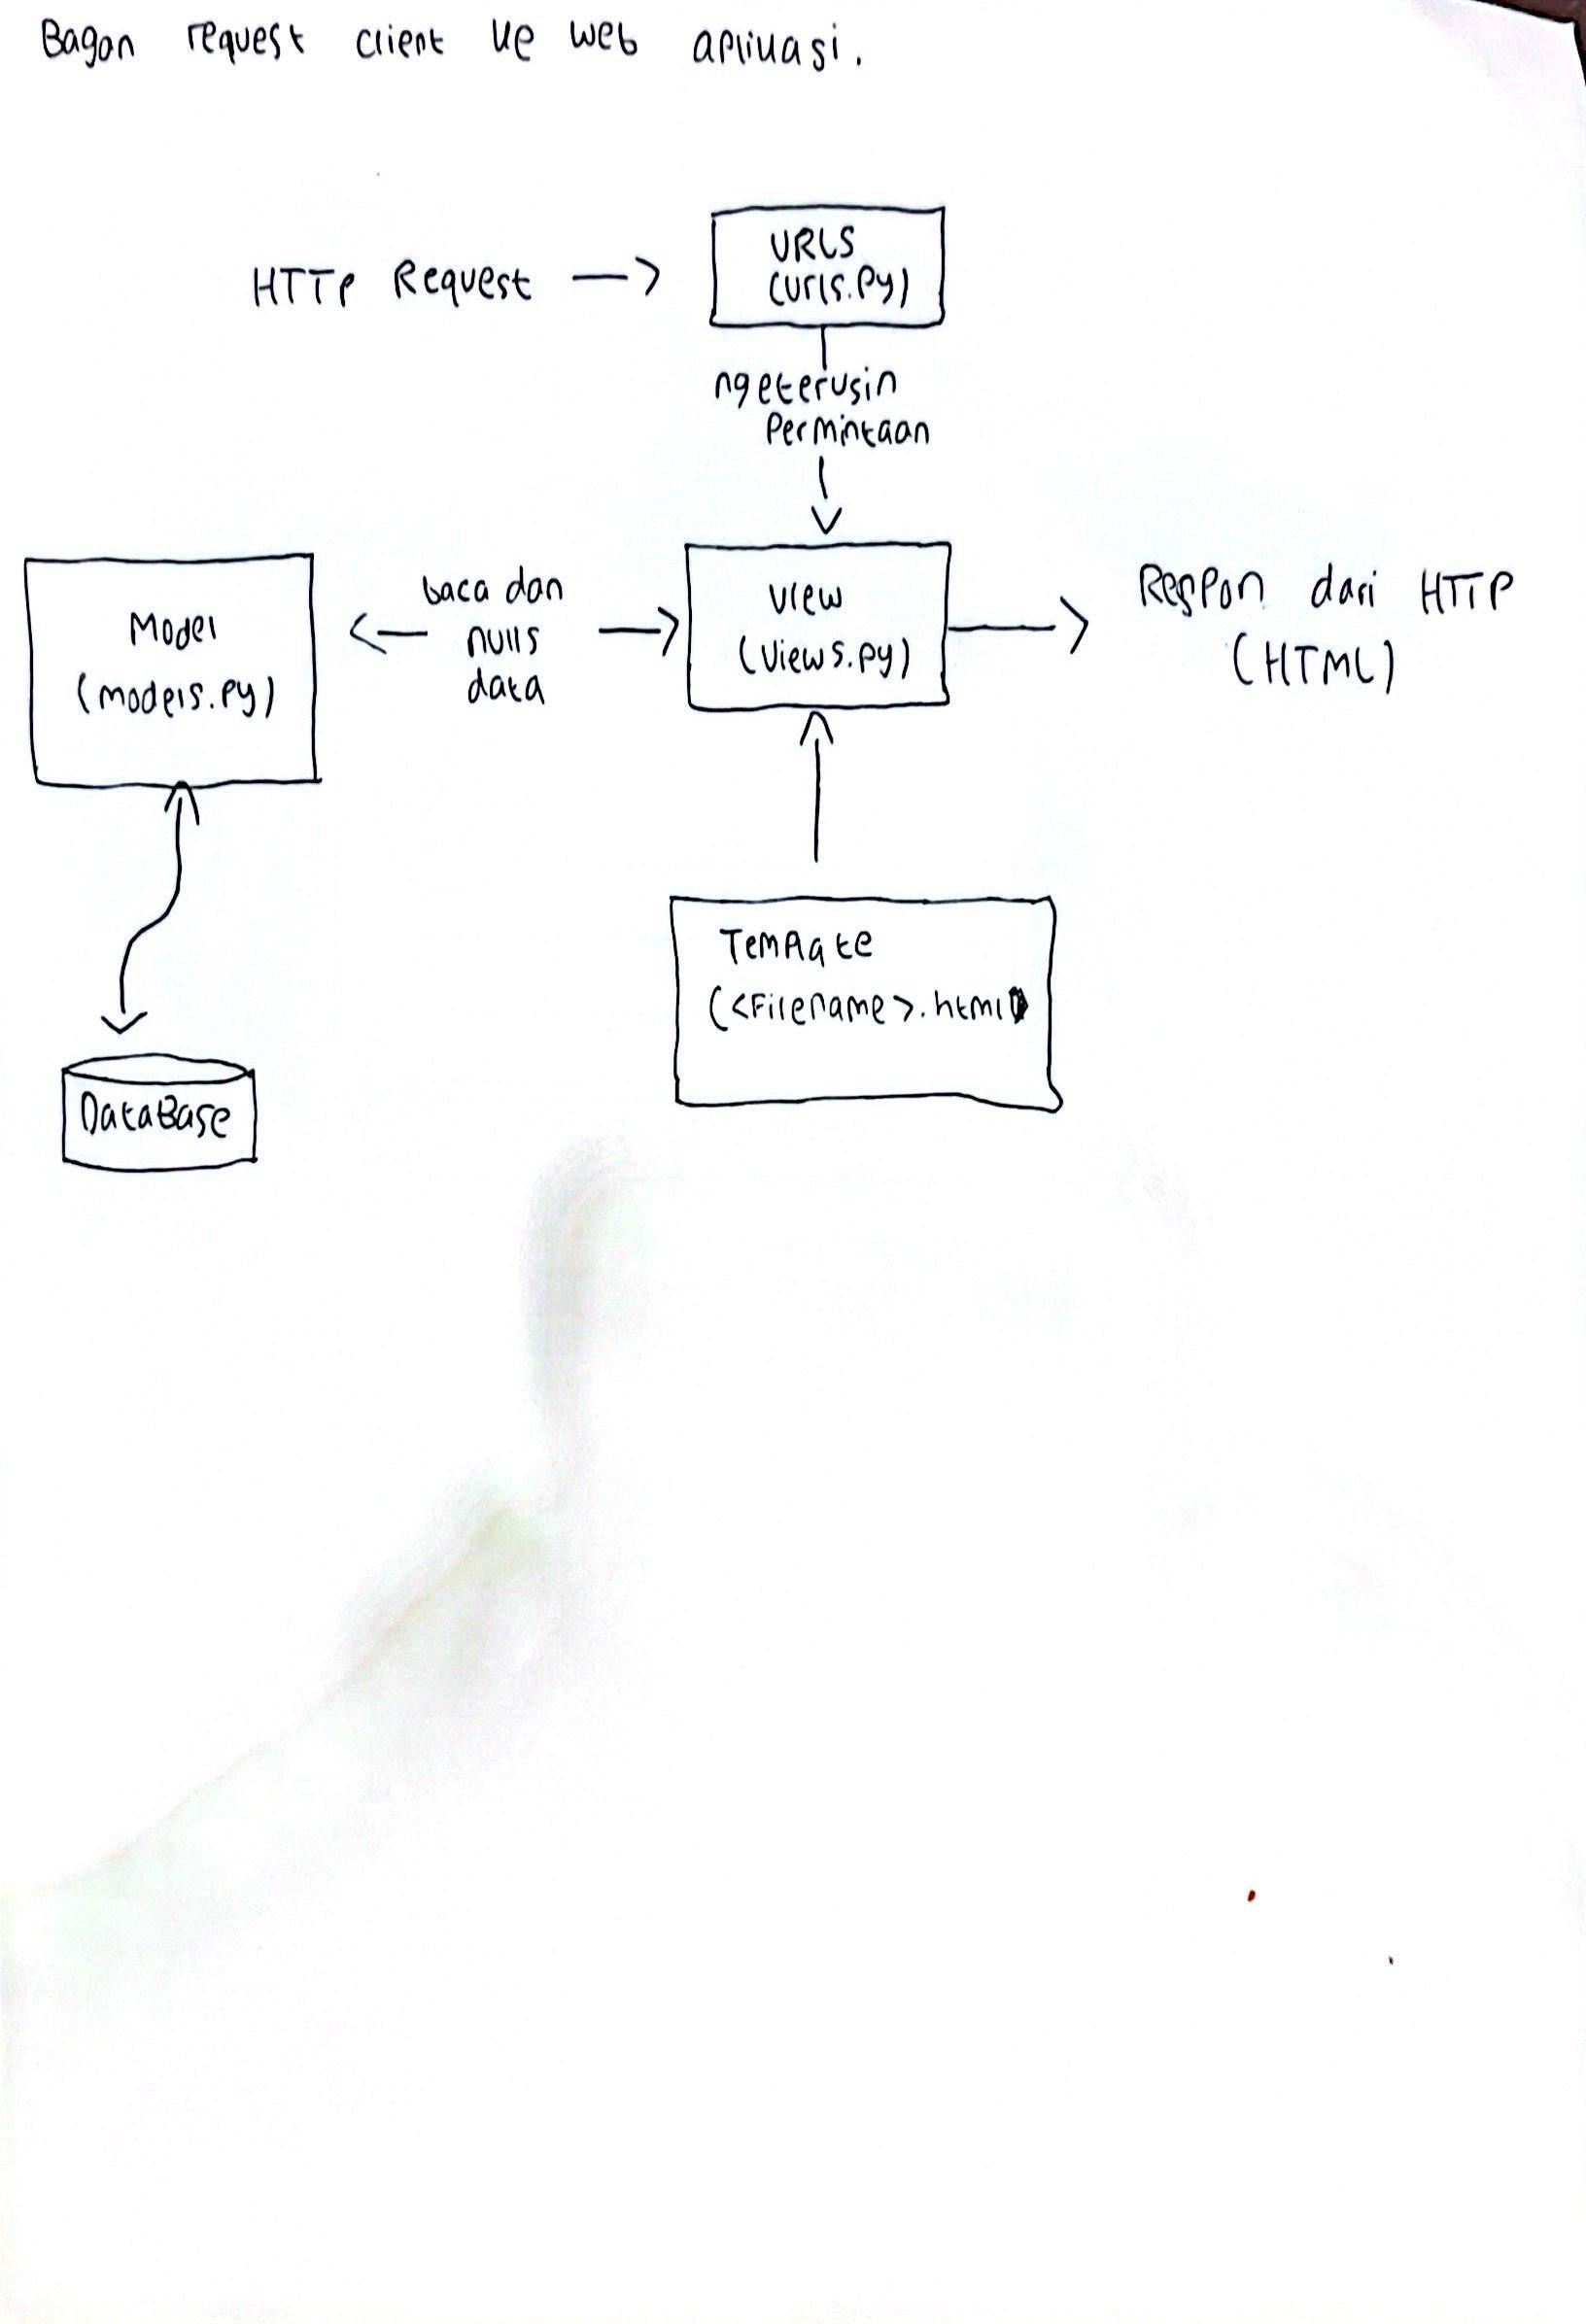 Bagan request client ke web aplikasi.
HTTP Request
URLS
(urls.py)
ngeterusin
Permintaan
Model
(models.py)
baca dan
nulis
data
View
(views.py)
Respon dari HTTP
(HTML)
Template
(<Filename>.html)
DataBase